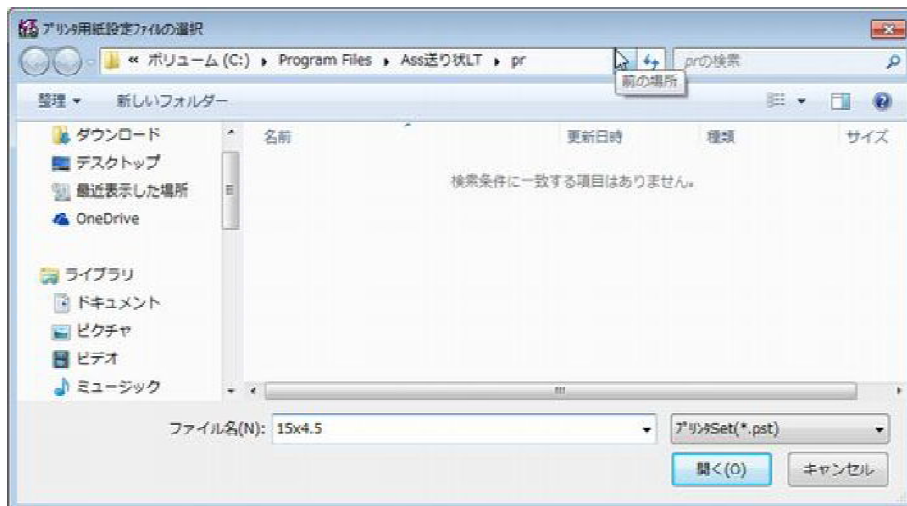 ﾌﾟﾘﾝﾀ用紙設定ﾌｧｲﾙの選択
« ボリューム (C:) ▸ Program Files ▸ Ass送り状LT ▸ pr
prの検索
前の場所
整理 ▼ 新しいフォルダー
ダウンロード
デスクトップ
最近表示した場所
OneDrive
ライブラリ
ドキュメント
ピクチャ
ビデオ
ミュージック
名前 更新日時 種類 サイズ
検索条件に一致する項目はありません。
ファイル名(N): 15x4.5
ﾌﾟﾘﾝﾀSet(*.pst)
開く(O) キャンセル